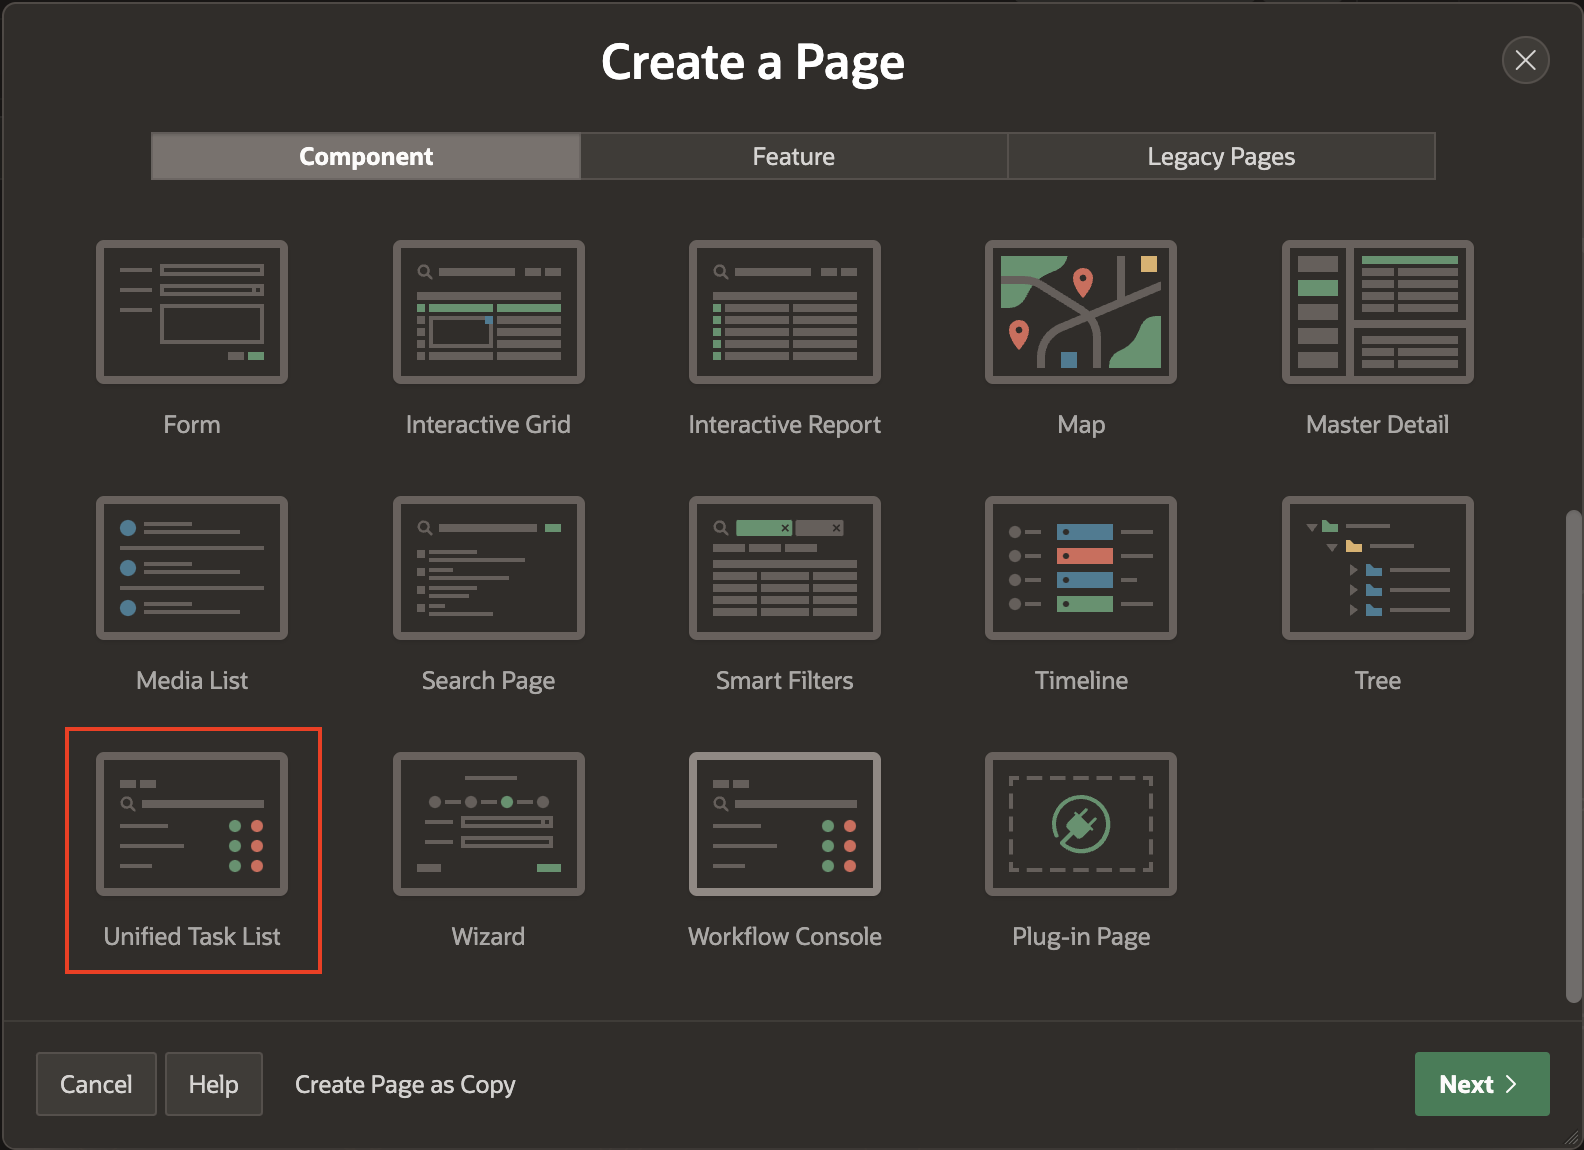 Create a Page
Component
Feature
Legacy Pages
Form
Interactive Grid
Interactive Report
Map
Master Detail
Media List
Search Page
Smart Filters
Timeline
Tree
Unified Task List
Wizard
Workflow Console
Plug-in Page
Cancel
Help
Create Page as Copy
Next